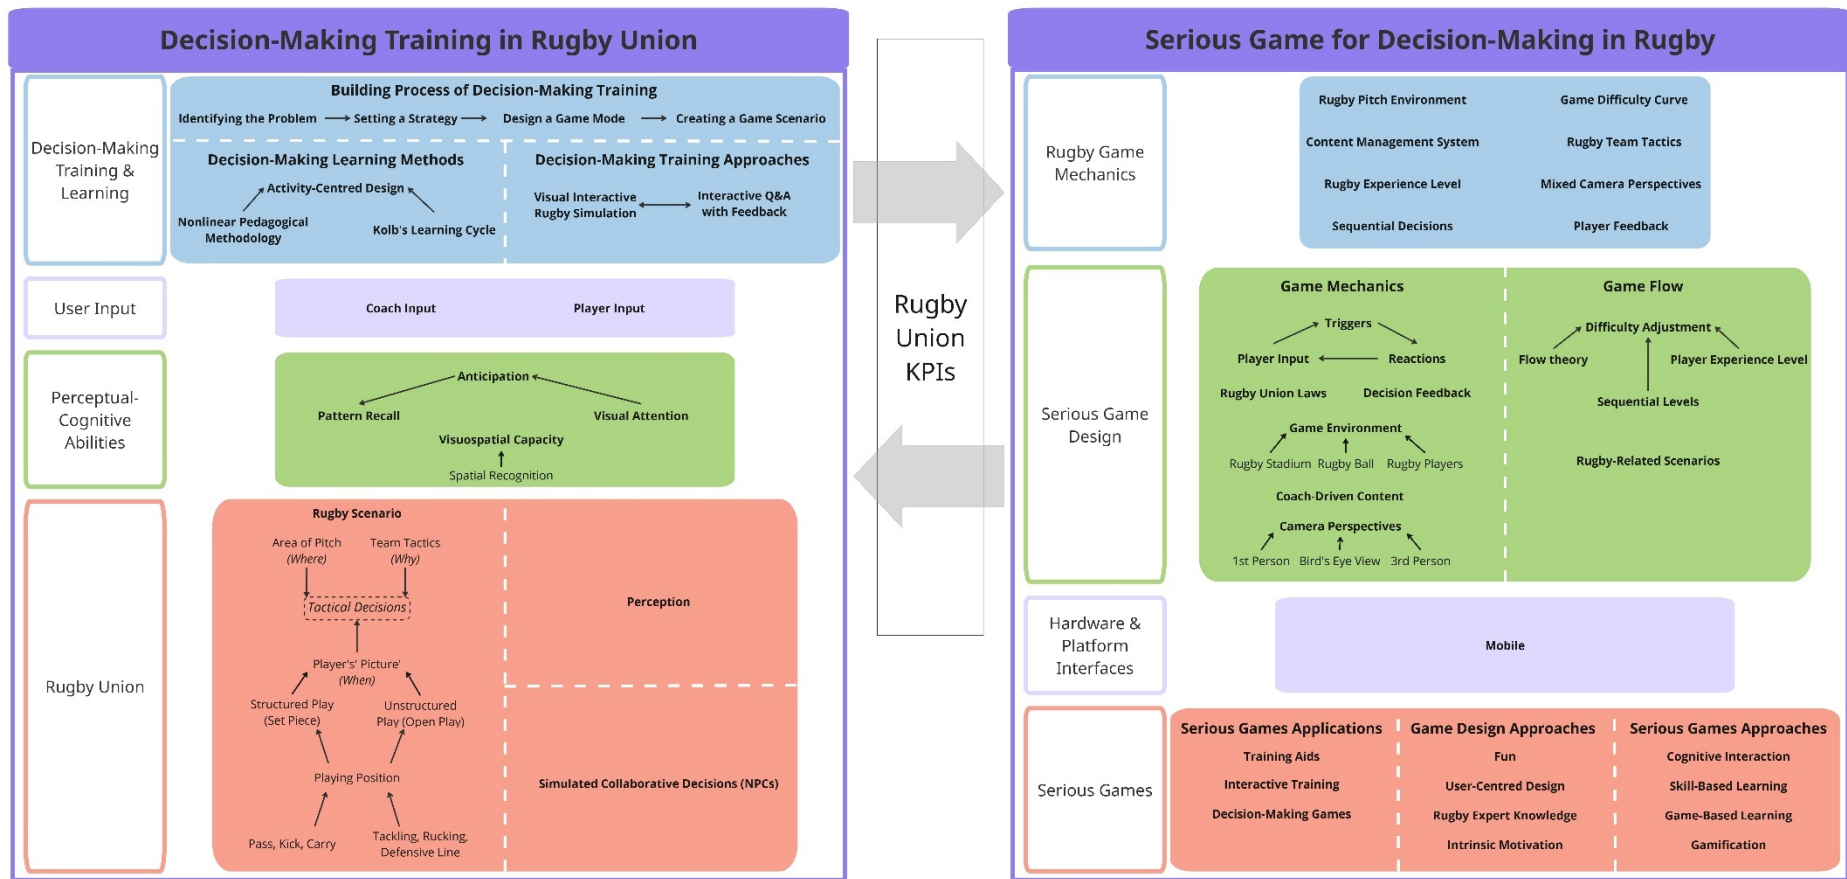 Decision-Making Training in Rugby Union
Decision-Making
Training &
Learning
Building Process of Decision-Making Training
Identifying the Problem
Setting a Strategy
Design a Game Mode
Creating a Game Scenario
Decision-Making Learning Methods
Activity-Centred Design
Nonlinear Pedagogical
Methodology
Kolb's Learning Cycle
Decision-Making Training Approaches
Visual Interactive
Rugby Simulation
Interactive Q&A
with Feedback
User Input
Coach Input
Player Input
Perceptual-
Cognitive
Abilities
Anticipation
Pattern Recall
Visual Attention
Visuospatial Capacity
Spatial Recognition
Rugby Union
Rugby Scenario
Area of Pitch
(Where)
Team Tactics
(Why)
Tactical Decisions
Player's' Picture'
(When)
Structured Play
(Set Piece)
Unstructured
Play (Open Play)
Playing Position
Pass, Kick, Carry
Tackling, Rucking,
Defensive Line
Perception
Simulated Collaborative Decisions (NPCs)
Rugby
Union
KPIs
Serious Game for Decision-Making in Rugby
Rugby Game
Mechanics
Rugby Pitch Environment
Game Difficulty Curve
Content Management System
Rugby Team Tactics
Rugby Experience Level
Mixed Camera Perspectives
Sequential Decisions
Player Feedback
Serious Game
Design
Game Mechanics
Triggers
Player Input
Reactions
Rugby Union Laws
Decision Feedback
Game Environment
Rugby Stadium
Rugby Ball
Rugby Players
Coach-Driven Content
Camera Perspectives
1st Person
Bird's Eye View
3rd Person
Game Flow
Difficulty Adjustment
Flow theory
Player Experience Level
Sequential Levels
Rugby-Related Scenarios
Hardware &
Platform
Interfaces
Mobile
Serious Games
Serious Games Applications
Training Aids
Interactive Training
Decision-Making Games
Game Design Approaches
Fun
User-Centred Design
Rugby Expert Knowledge
Intrinsic Motivation
Serious Games Approaches
Cognitive Interaction
Skill-Based Learning
Game-Based Learning
Gamification